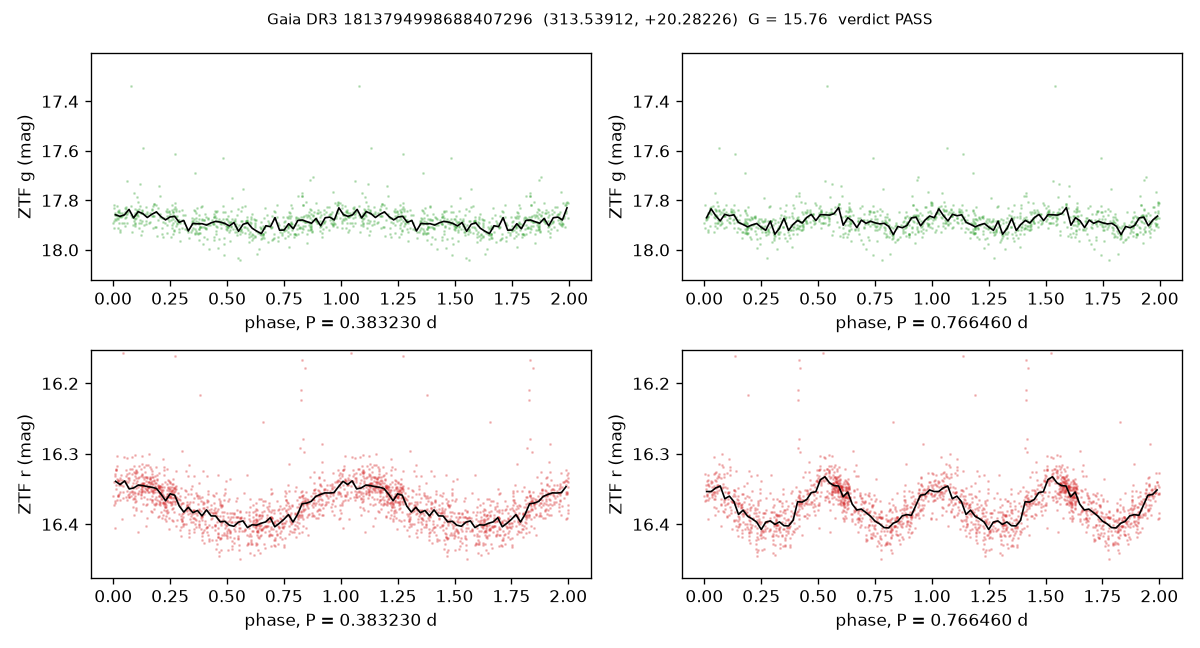 Gaia DR3 1813794998688407296 (313.53912, +20.28226) G = 15.76 verdict PASS
ZTF g (mag)
17.4
17.6
17.8
18.0
0.00 0.25 0.50 0.75 1.00 1.25 1.50 1.75 2.00
phase, P = 0.383230 d
ZTF g (mag)
17.4
17.6
17.8
18.0
0.00 0.25 0.50 0.75 1.00 1.25 1.50 1.75 2.00
phase, P = 0.766460 d
ZTF r (mag)
16.2
16.3
16.4
0.00 0.25 0.50 0.75 1.00 1.25 1.50 1.75 2.00
phase, P = 0.383230 d
ZTF r (mag)
16.2
16.3
16.4
0.00 0.25 0.50 0.75 1.00 1.25 1.50 1.75 2.00
phase, P = 0.766460 d